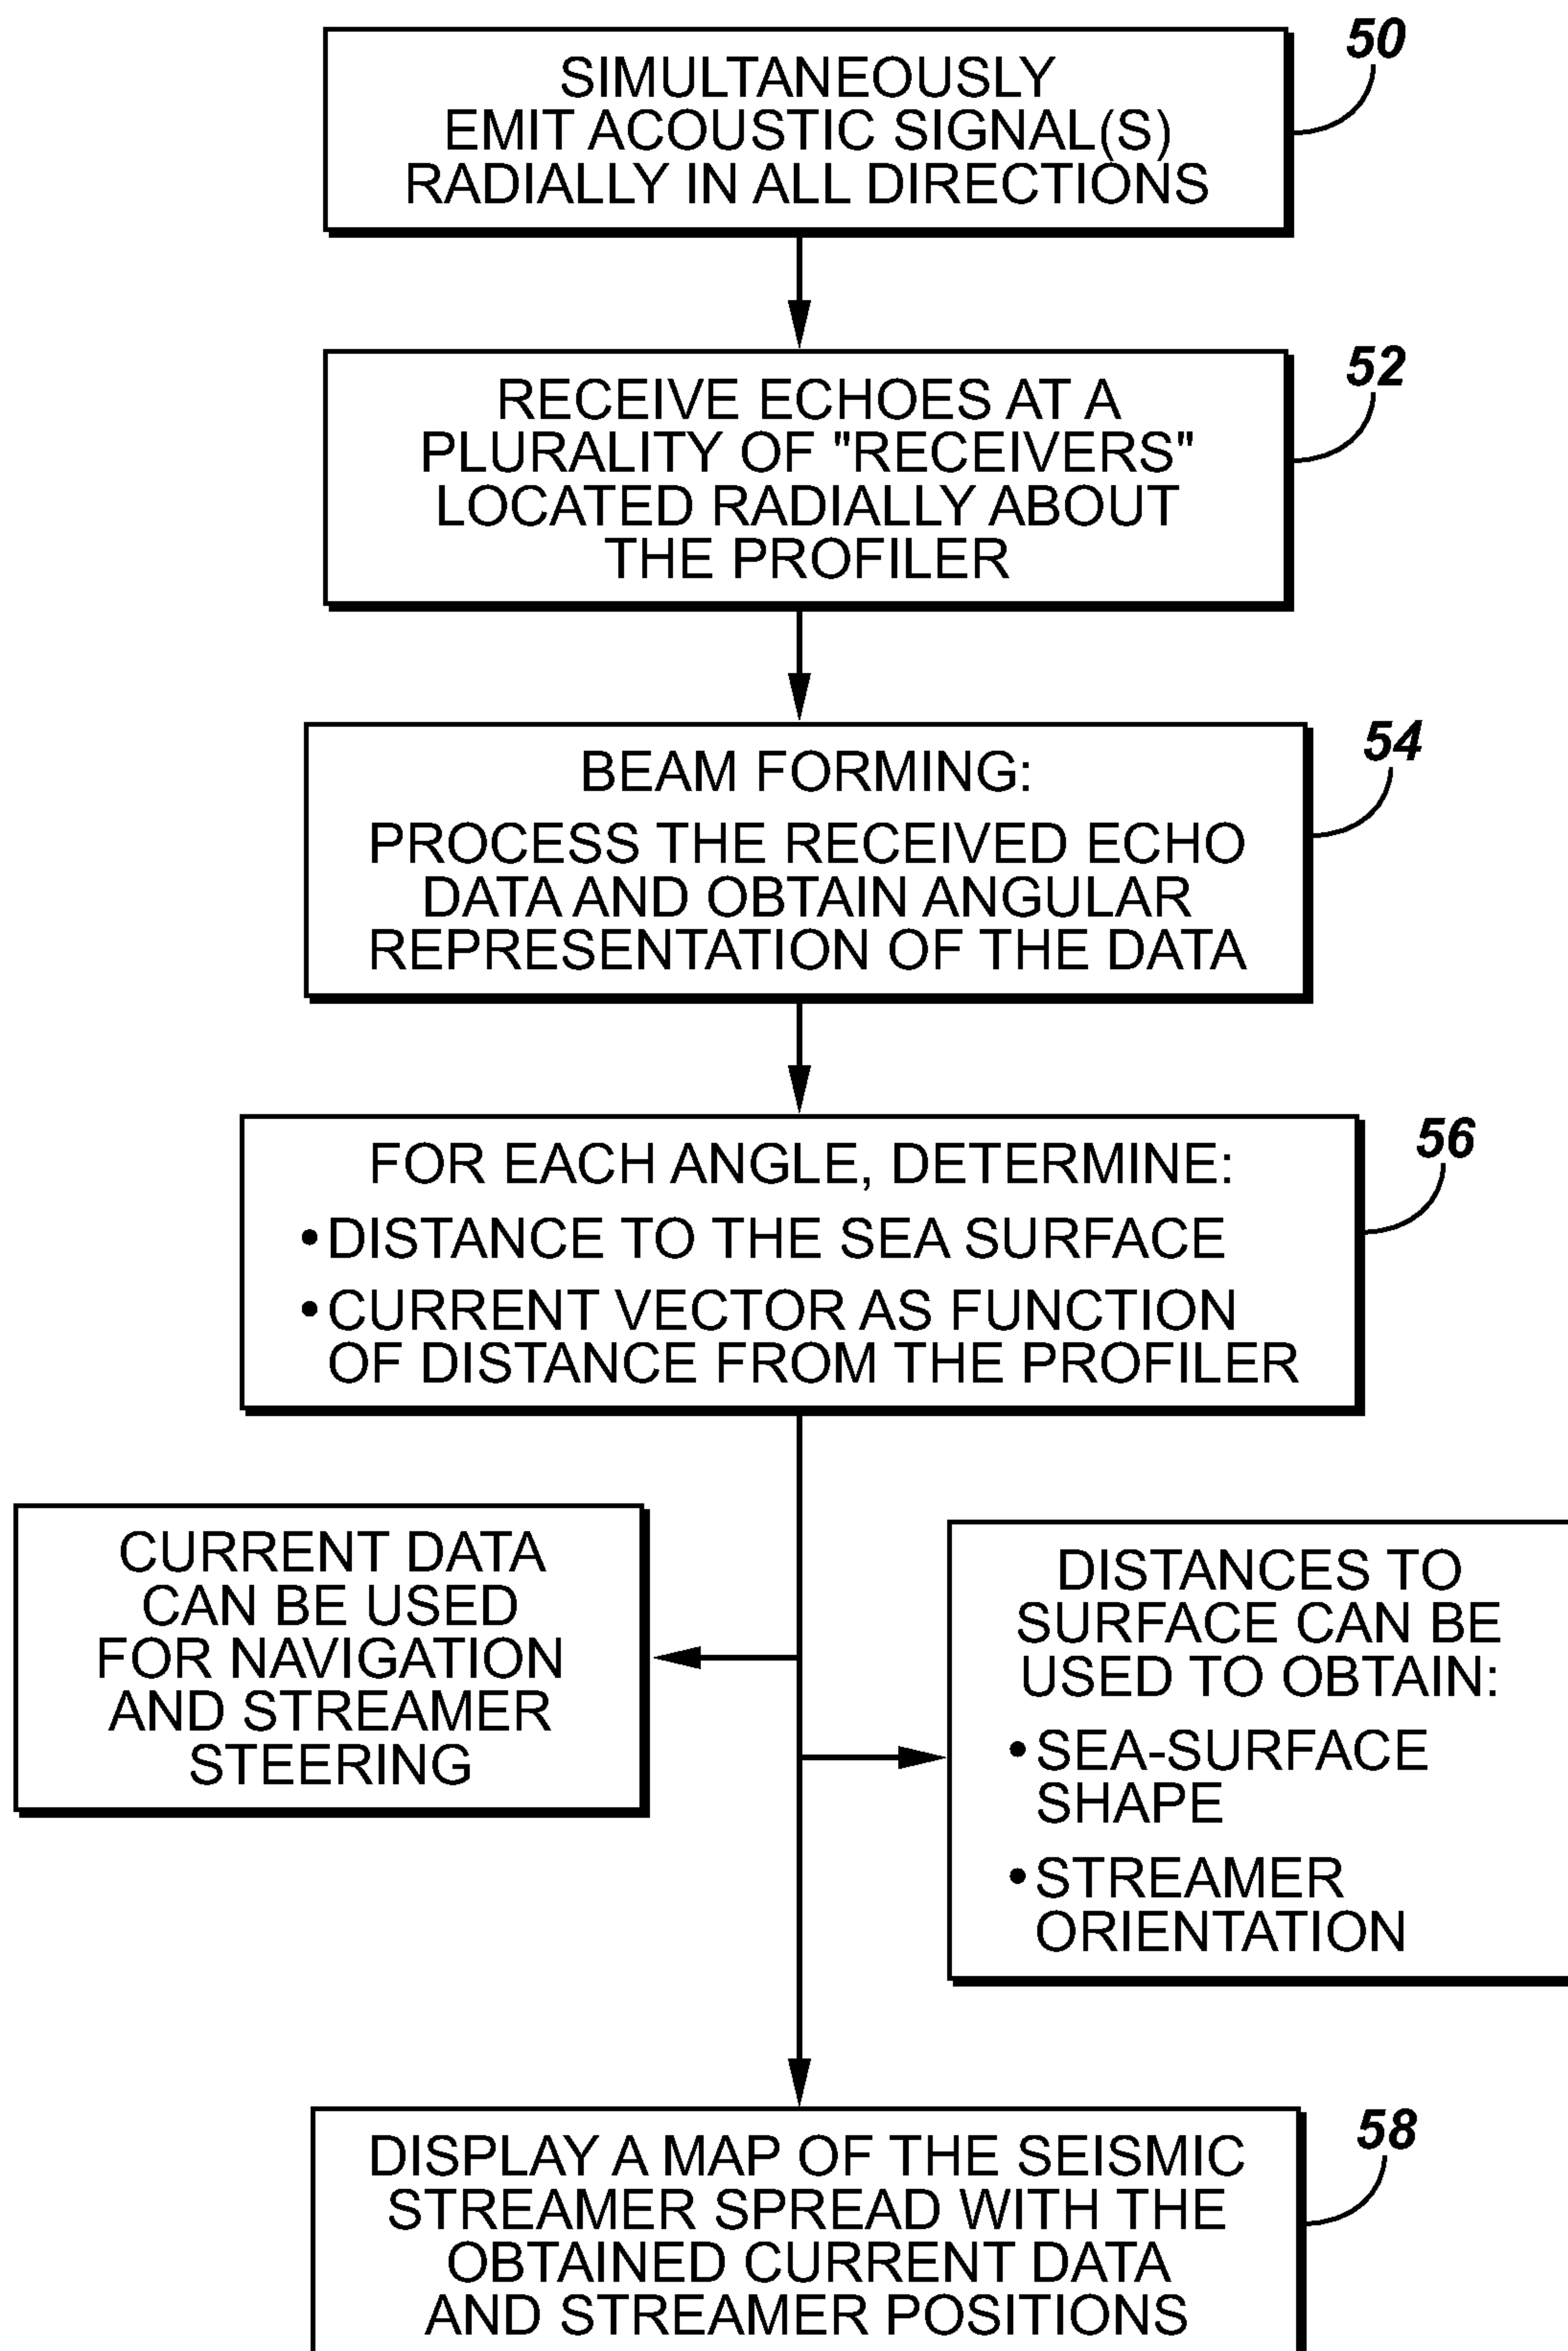 50
SIMULTANEOUSLY
EMIT ACOUSTIC SIGNAL(S)
RADIALLY IN ALL DIRECTIONS
52
RECEIVE ECHOES AT A
PLURALITY OF "RECEIVERS"
LOCATED RADIALLY ABOUT
THE PROFILER
54
BEAM FORMING:
PROCESS THE RECEIVED ECHO
DATA AND OBTAIN ANGULAR
REPRESENTATION OF THE DATA
56
FOR EACH ANGLE, DETERMINE:
• DISTANCE TO THE SEA SURFACE
• CURRENT VECTOR AS FUNCTION
OF DISTANCE FROM THE PROFILER
CURRENT DATA
CAN BE USED
FOR NAVIGATION
AND STREAMER
STEERING
DISTANCES TO
SURFACE CAN BE
USED TO OBTAIN:
• SEA-SURFACE
SHAPE
• STREAMER
ORIENTATION
58
DISPLAY A MAP OF THE SEISMIC
STREAMER SPREAD WITH THE
OBTAINED CURRENT DATA
AND STREAMER POSITIONS